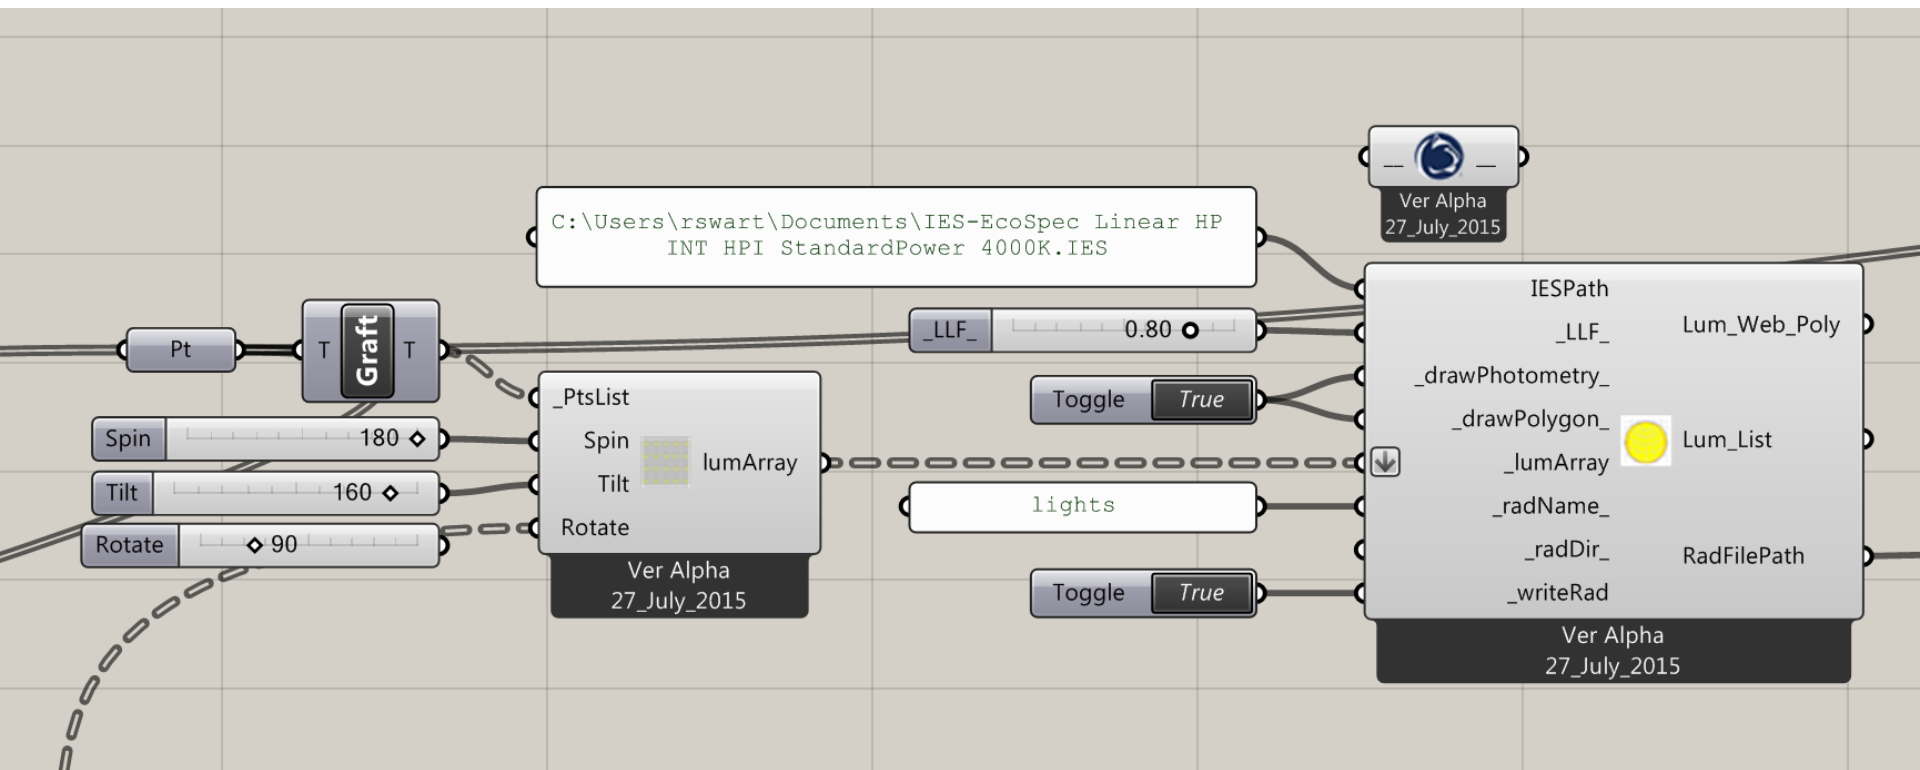 __ __
Ver Alpha
27_July_2015
C:\Users\rswart\Documents\IES-EcoSpec Linear HP
INT HPI StandardPower 4000K.IES
Pt
T Graft T
_LLF_ 0.80
Toggle True
Spin 180
Tilt 160
Rotate 90
_PtsList
Spin
Tilt
Rotate
lumArray
Ver Alpha
27_July_2015
lights
Toggle True
IESPath
_LLF_
_drawPhotometry_
_drawPolygon_
_lumArray
_radName_
_radDir_
_writeRad
Lum_Web_Poly
Lum_List
RadFilePath
Ver Alpha
27_July_2015